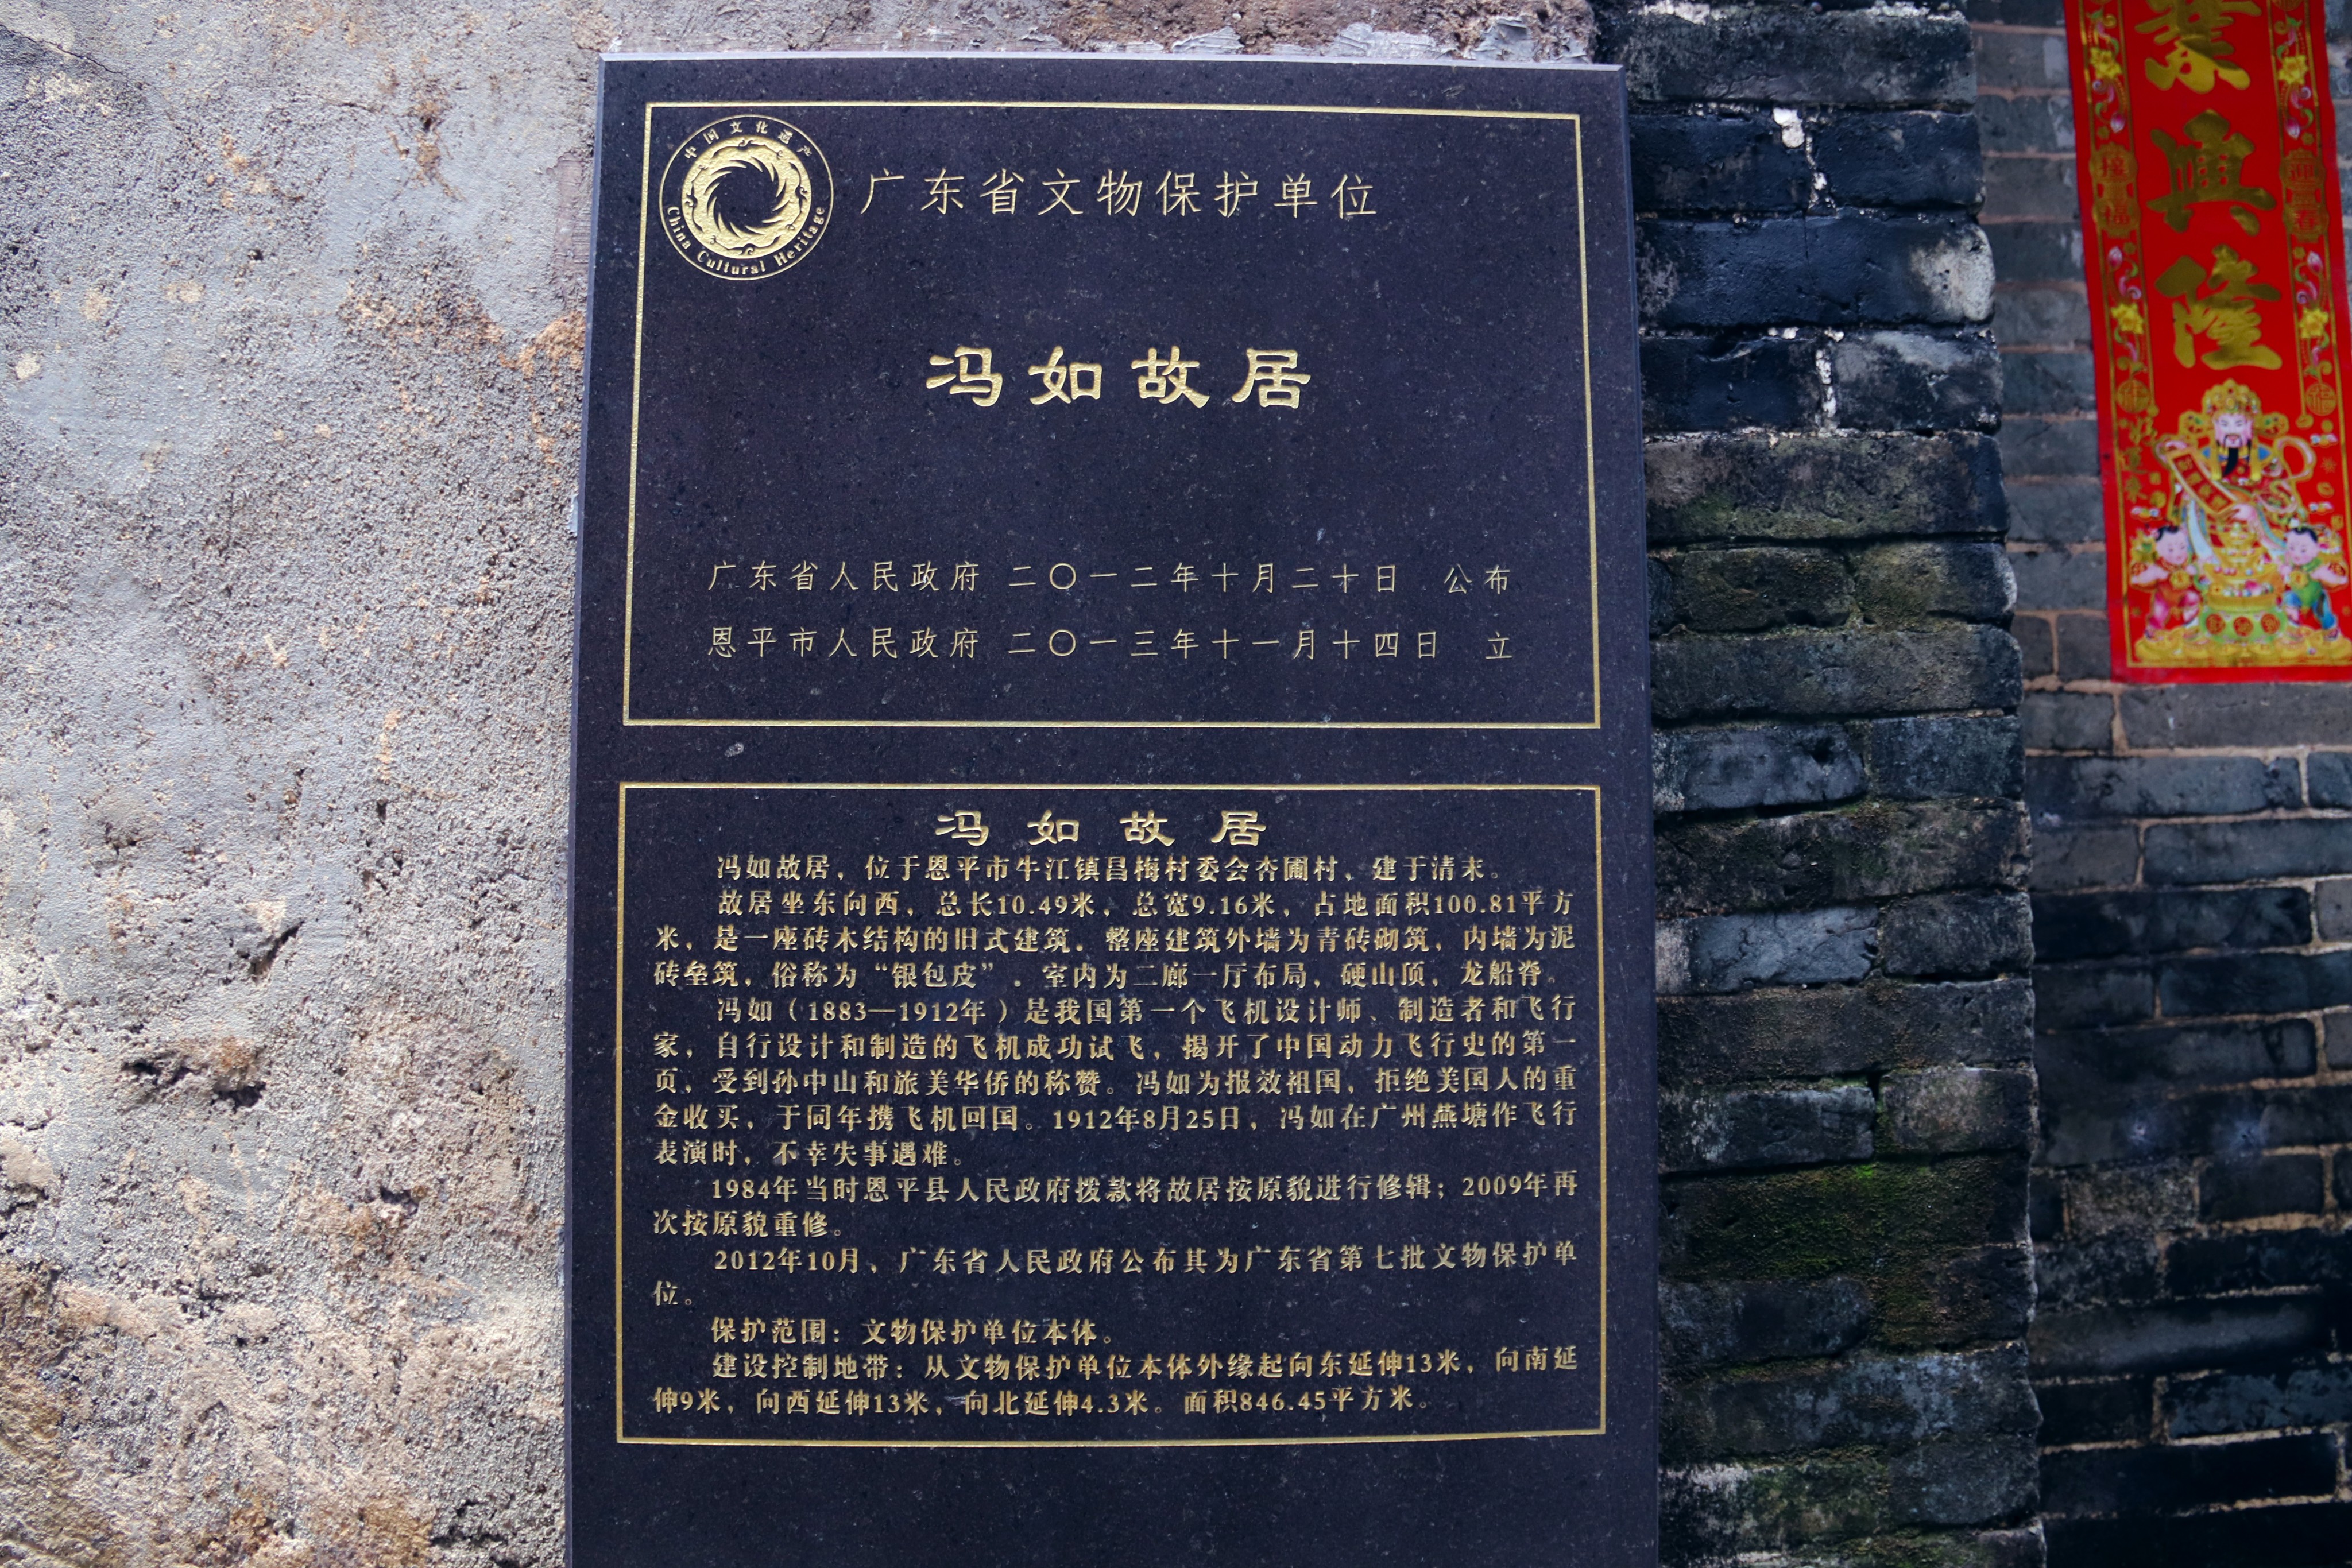 中国文化遗产
China Cultural Heritage
广东省文物保护单位
冯如故居
广东省人民政府 二〇一二年十月二十日 公布
恩平市人民政府 二〇一三年十一月十四日 立
冯如故居
冯如故居，位于恩平市牛江镇昌梅村委会杏圃村，建于清末。
故居坐东向西，总长10.49米，总宽9.16米，占地面积100.81平方
米，是一座砖木结构的旧式建筑。整座建筑外墙为青砖砌筑，内墙为泥
砖垒筑，俗称为“银包皮”。室内为二廊一厅布局，硬山顶，龙船脊。
冯如（1883—1912年）是我国第一个飞机设计师、制造者和飞行
家，自行设计和制造的飞机成功试飞，揭开了中国动力飞行史的第一
页，受到孙中山和旅美华侨的称赞。冯如为报效祖国，拒绝美国人的重
金收买，于同年携飞机回国。1912年8月25日，冯如在广州燕塘作飞行
表演时，不幸失事遇难。
1984年当时恩平县人民政府拨款将故居按原貌进行修辑；2009年再
次按原貌重修。
2012年10月，广东省人民政府公布其为广东省第七批文物保护单
位。
保护范围：文物保护单位本体。
建设控制地带：从文物保护单位本体外缘起向东延伸13米，向南延
伸9米，向西延伸13米，向北延伸4.3米。面积846.45平方米。
業興隆
接福
迎春